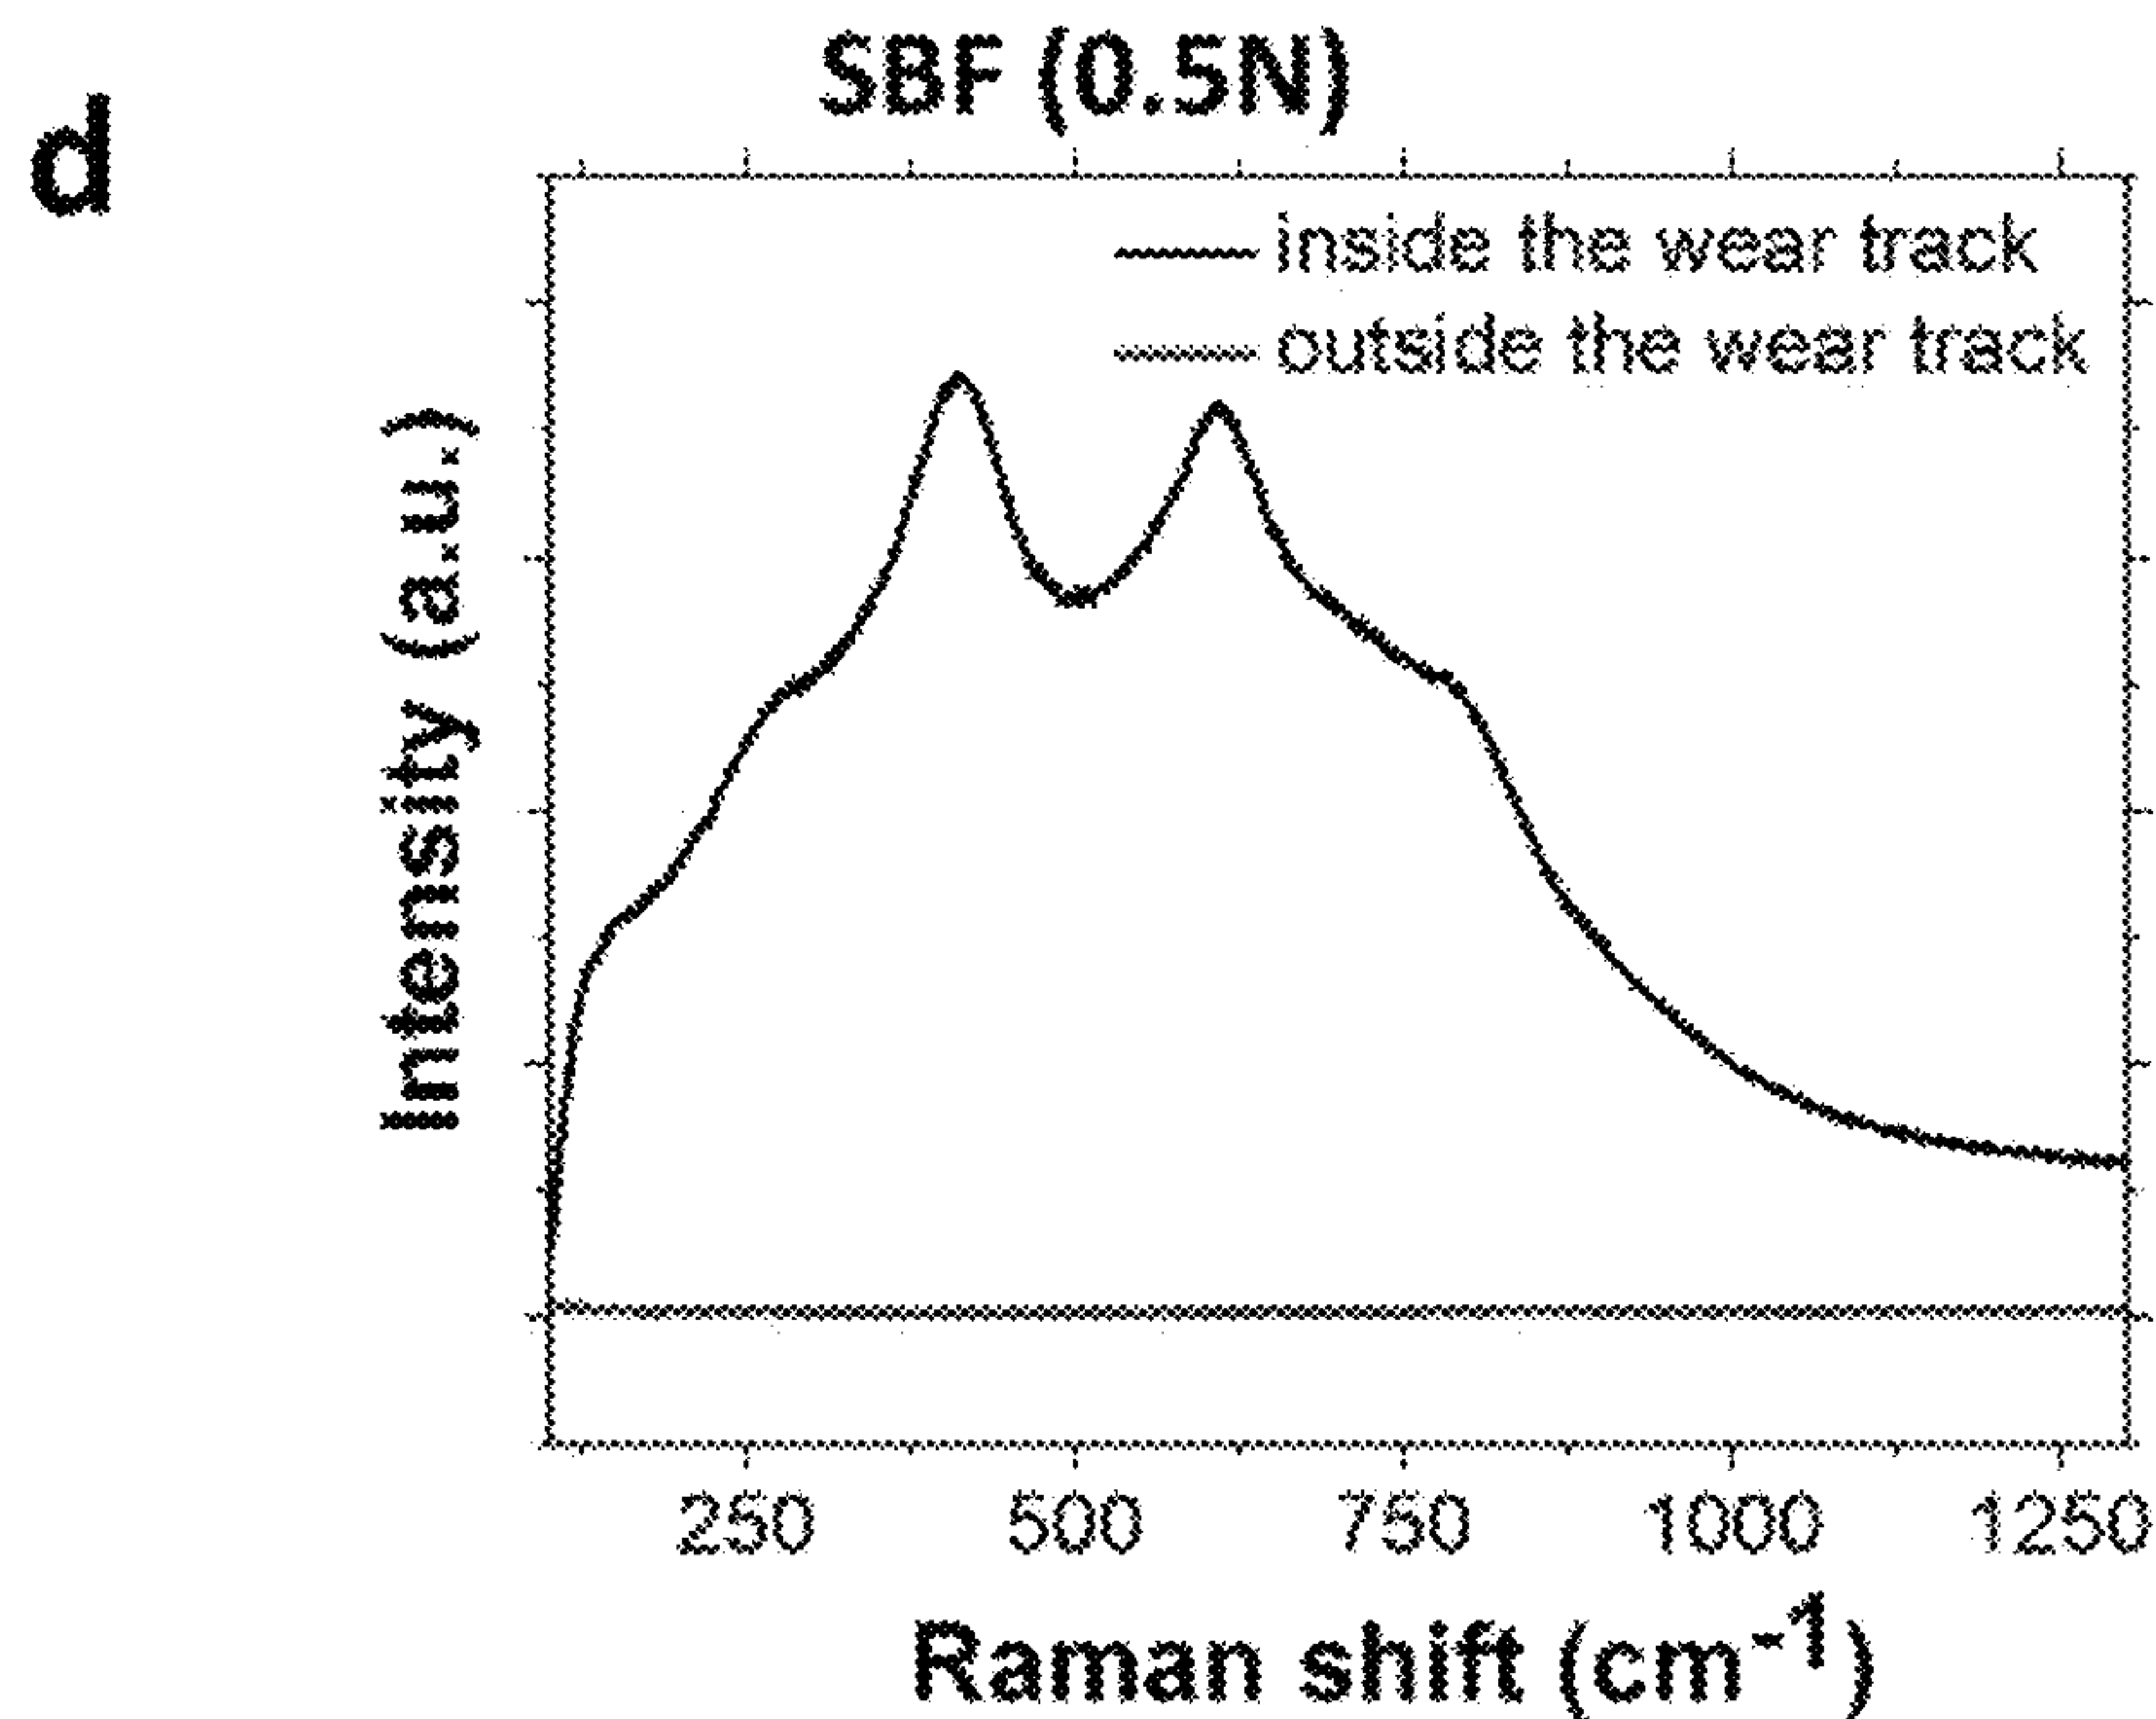 d
SBF (0.5N)
inside the wear track
outside the wear track
Intensity (a.u.)
250 500 750 1000 1250
Raman shift (cm⁻¹)